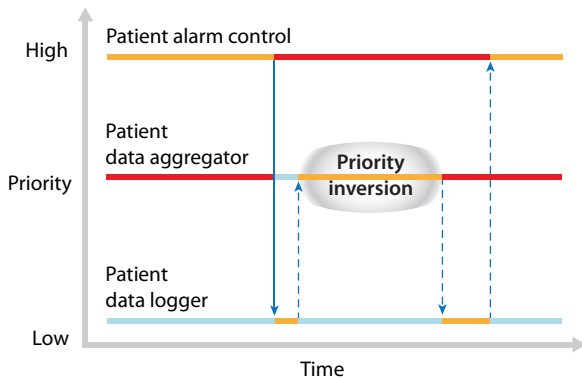 Patient alarm control
High
Patient
data aggregator
Priority
inversion
Priority
Patient
data logger
Low
Time